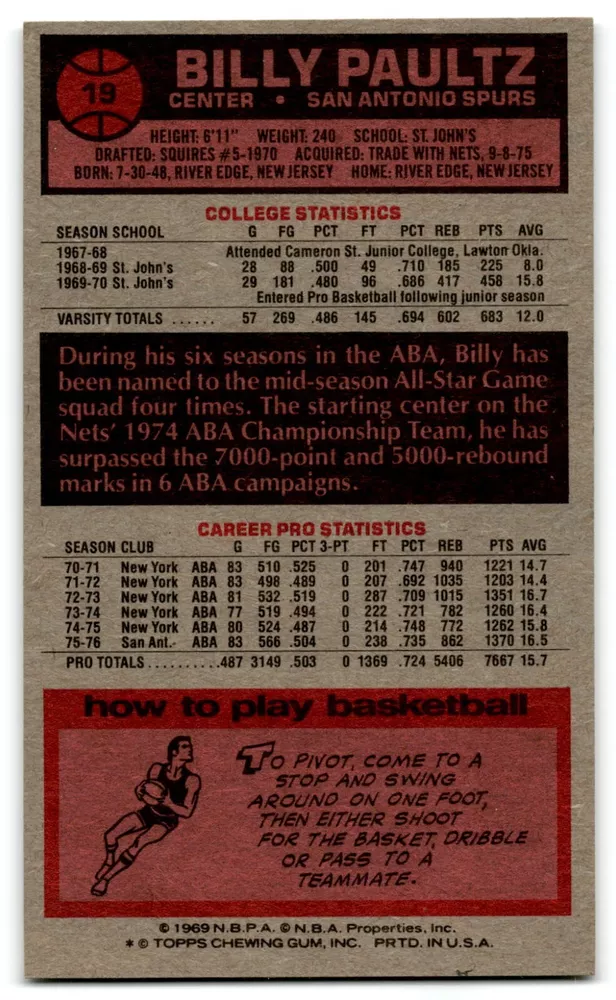 19
BILLY PAULTZ
CENTER • SAN ANTONIO SPURS
HEIGHT: 6'11" WEIGHT: 240 SCHOOL: ST. JOHN'S
DRAFTED: SQUIRES #5-1970 ACQUIRED: TRADE WITH NETS, 9-8-75
BORN: 7-30-48, RIVER EDGE, NEW JERSEY HOME: RIVER EDGE, NEW JERSEY
COLLEGE STATISTICS
SEASON SCHOOL G FG PCT FT PCT REB PTS AVG
1967-68 Attended Cameron St. Junior College, Lawton Okla.
1968-69 St. John's 28 88 .500 49 .710 185 225 8.0
1969-70 St. John's 29 181 .480 96 .686 417 458 15.8
Entered Pro Basketball following junior season
VARSITY TOTALS ...... 57 269 .486 145 .694 602 683 12.0
During his six seasons in the ABA, Billy has
been named to the mid-season All-Star Game
squad four times. The starting center on the
Nets' 1974 ABA Championship Team, he has
surpassed the 7000-point and 5000-rebound
marks in 6 ABA campaigns.
CAREER PRO STATISTICS
SEASON CLUB G FG PCT 3-PT FT PCT REB PTS AVG
70-71 New York ABA 83 510 .525 0 201 .747 940 1221 14.7
71-72 New York ABA 83 498 .489 0 207 .692 1035 1203 14.4
72-73 New York ABA 81 532 .519 0 287 .709 1015 1351 16.7
73-74 New York ABA 77 519 .494 0 222 .721 782 1260 16.4
74-75 New York ABA 80 524 .487 0 214 .748 772 1262 15.8
75-76 San Ant. ABA 83 566 .504 0 238 .735 862 1370 16.5
PRO TOTALS..........487 3149 .503 0 1369 .724 5406 7667 15.7
how to play basketball
TO PIVOT, COME TO A
STOP AND SWING
AROUND ON ONE FOOT,
THEN EITHER SHOOT
FOR THE BASKET, DRIBBLE
OR PASS TO A
TEAMMATE.
© 1969 N.B.P.A. © N.B.A. Properties, Inc.
* © TOPPS CHEWING GUM, INC. PRTD. IN U.S.A.